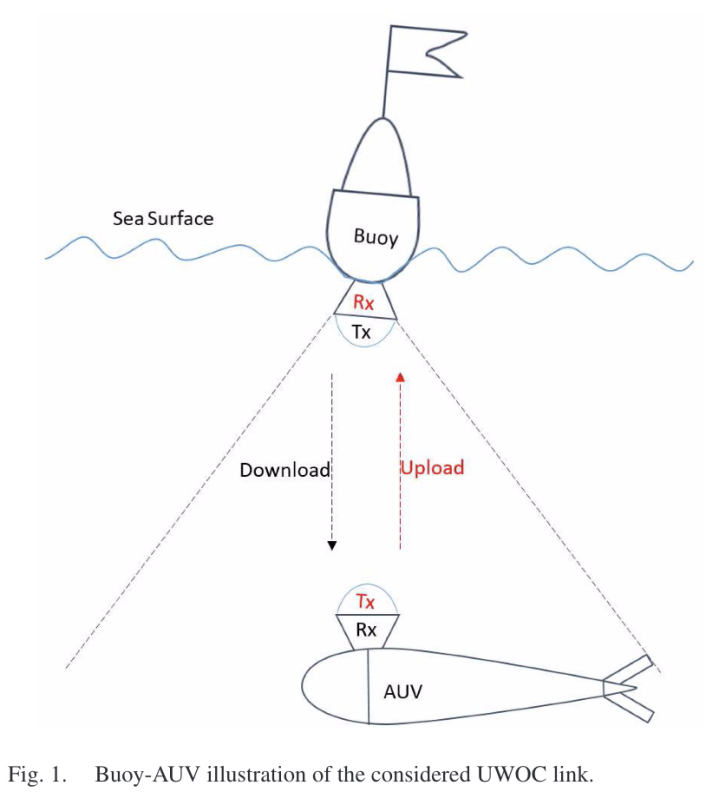 Sea Surface
Buoy
Rx
Tx
Download
Upload
Tx
Rx
AUV
Fig. 1. Buoy-AUV illustration of the considered UWOC link.